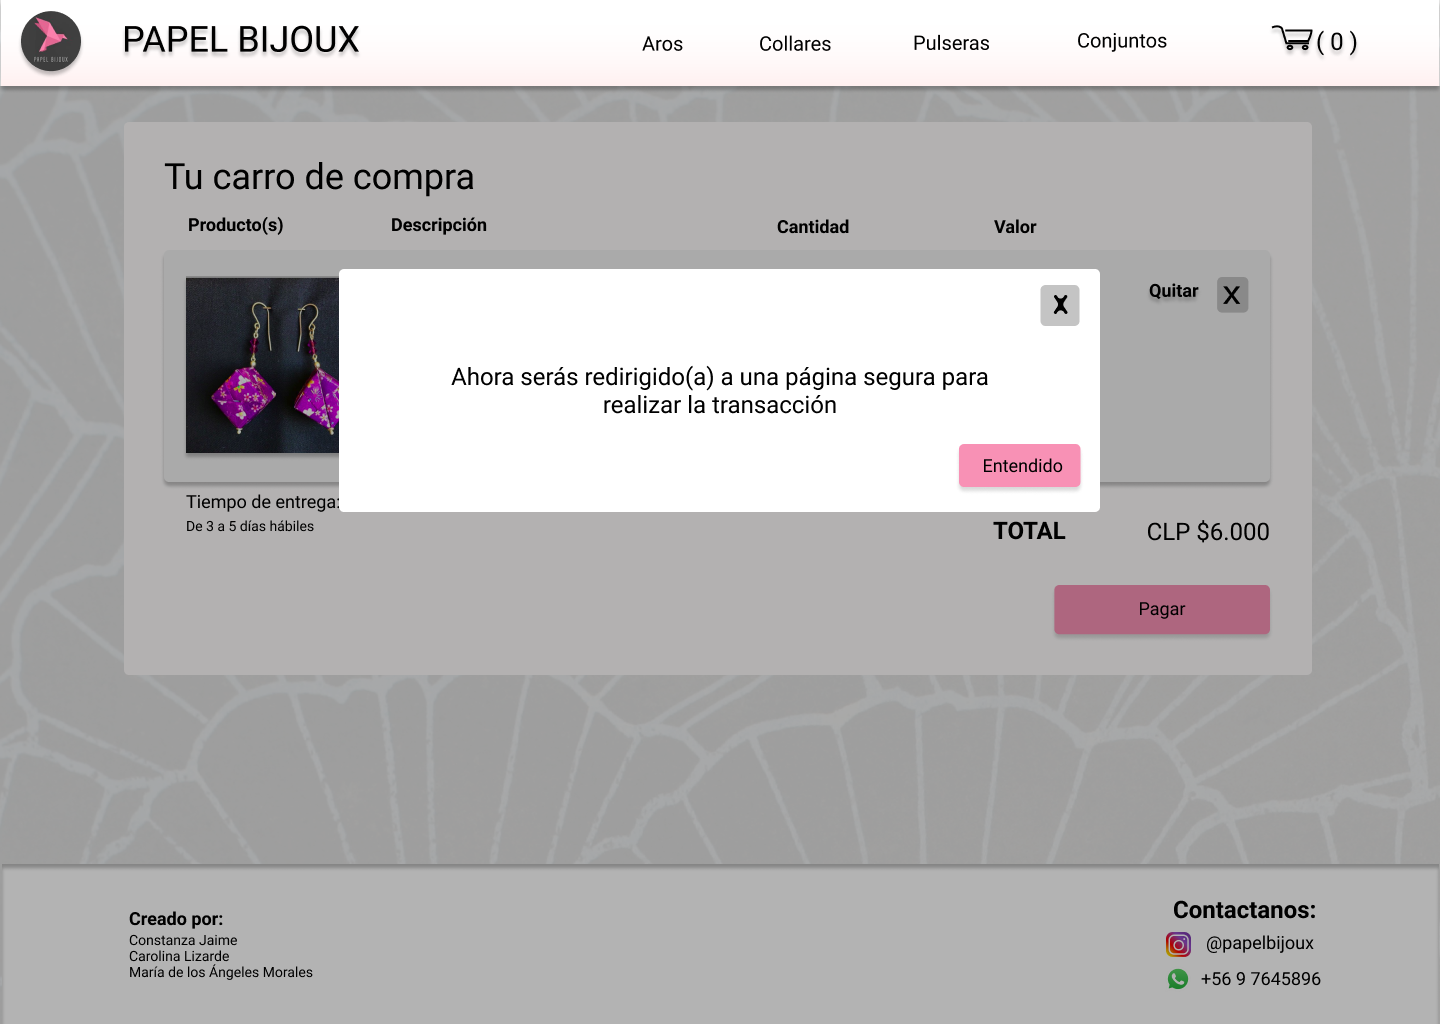 PAPEL BIJOUX
PAPEL BIJOUX
Aros
Collares
Pulseras
Conjuntos
( 0 )
Tu carro de compra
Producto(s)
Descripción
Cantidad
Valor
Quitar
X
X
Ahora serás redirigido(a) a una página segura para
realizar la transacción
Entendido
Tiempo de entrega:
De 3 a 5 días hábiles
TOTAL
CLP $6.000
Pagar
Creado por:
Constanza Jaime
Carolina Lizarde
María de los Ángeles Morales
Contactanos:
@papelbijoux
+56 9 7645896